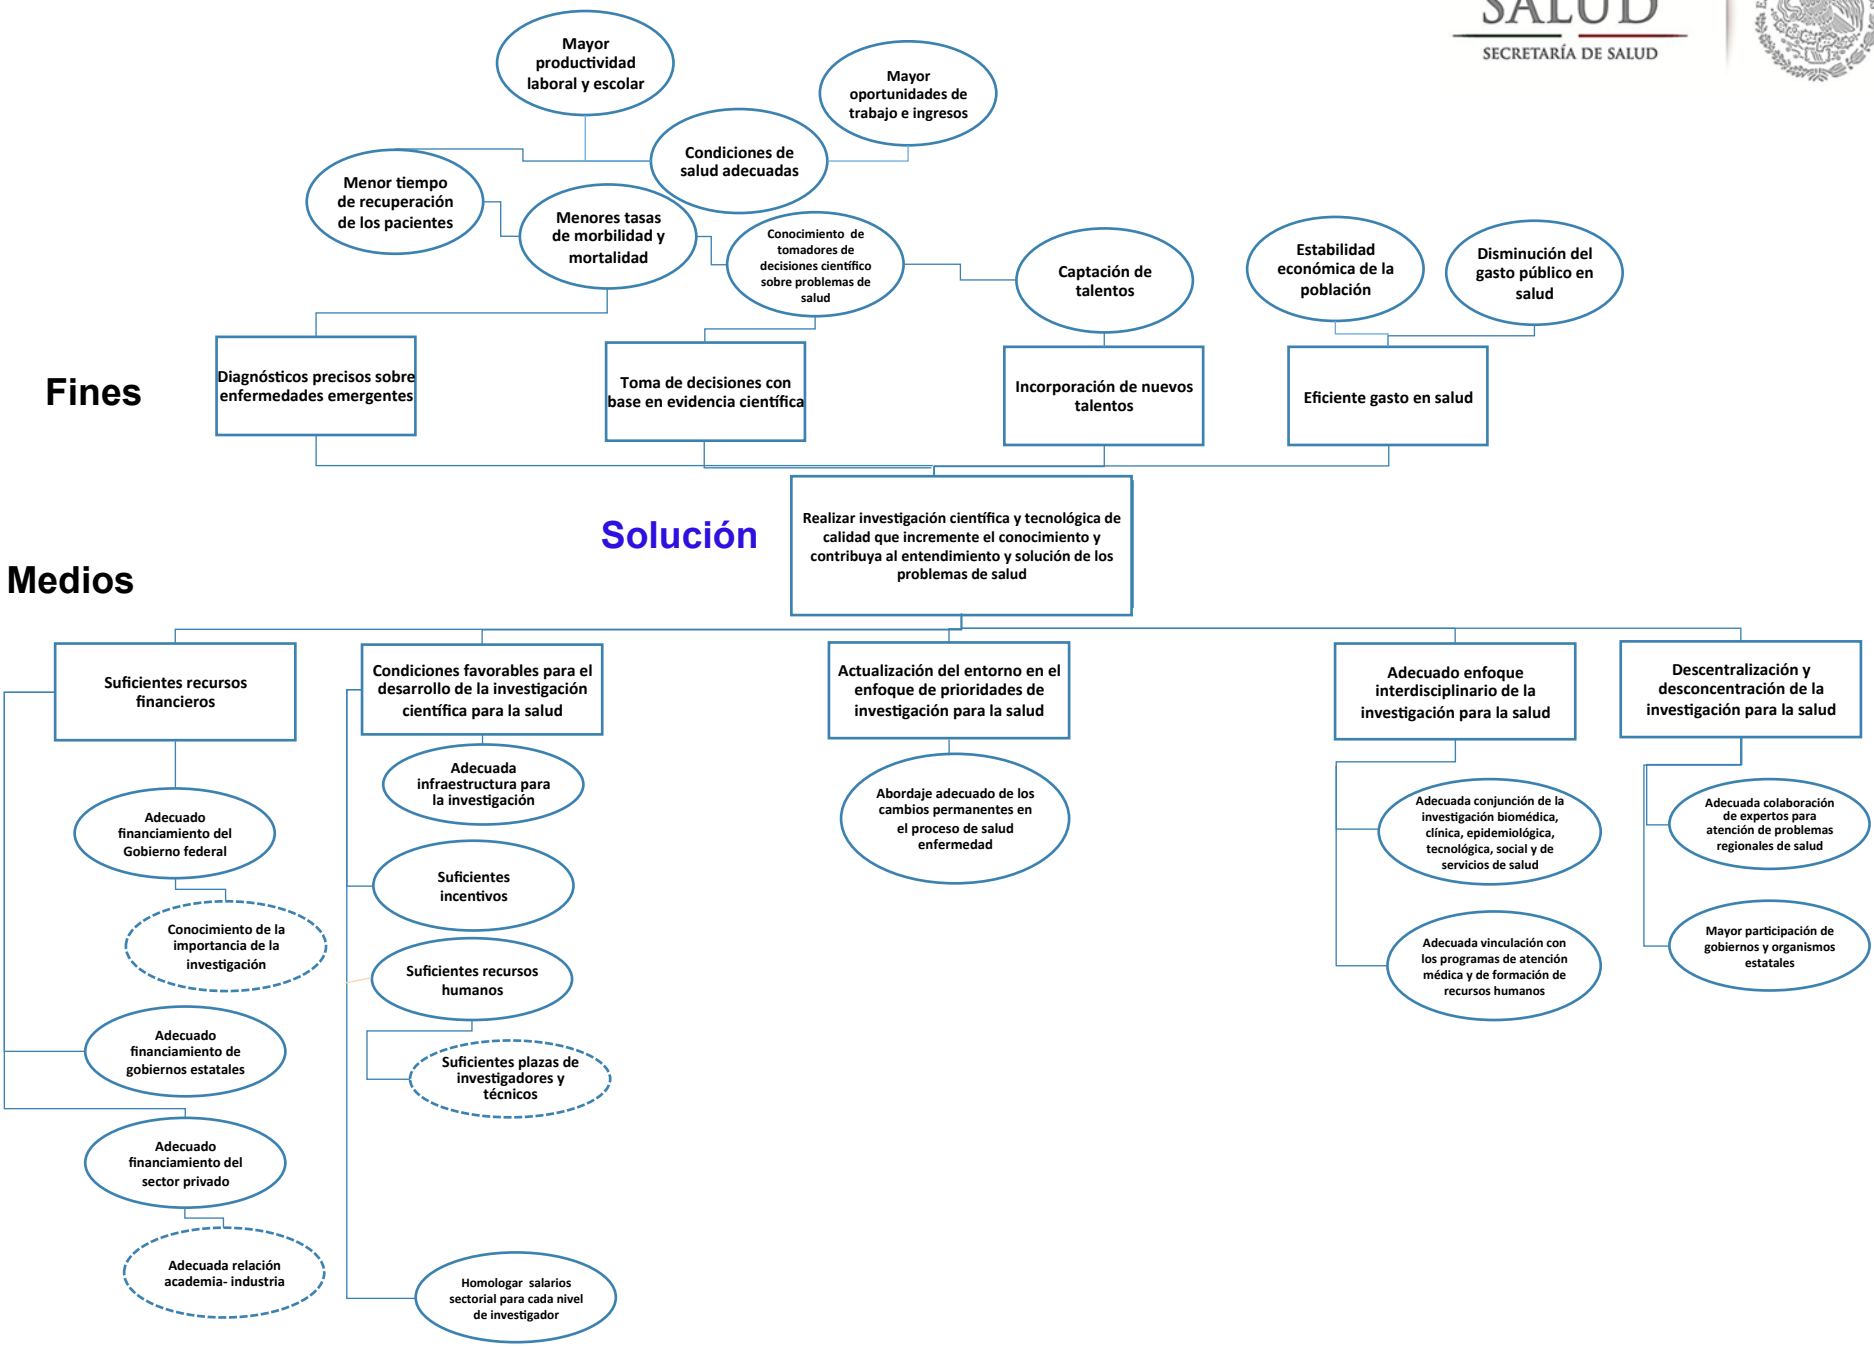 SALUD
SECRETARÍA DE SALUD
Mayor
productividad
laboral y escolar
Mayor
oportunidades de
trabajo e ingresos
Condiciones de
salud adecuadas
Menor tiempo
de recuperación
de los pacientes
Menores tasas
de morbilidad y
mortalidad
Conocimiento de
tomadores de
decisiones científico
sobre problemas de
salud
Captación de
talentos
Estabilidad
económica de la
población
Disminución del
gasto público en
salud
Fines
Diagnósticos precisos sobre
enfermedades emergentes
Toma de decisiones con
base en evidencia científica
Incorporación de nuevos
talentos
Eficiente gasto en salud
Solución
Realizar investigación científica y tecnológica de
calidad que incremente el conocimiento y
contribuya al entendimiento y solución de los
problemas de salud
Medios
Suficientes recursos
financieros
Condiciones favorables para el
desarrollo de la investigación
científica para la salud
Actualización del entorno en el
enfoque de prioridades de
investigación para la salud
Adecuado enfoque
interdisciplinario de la
investigación para la salud
Descentralización y
desconcentración de la
investigación para la salud
Adecuado
financiamiento del
Gobierno federal
Conocimiento de la
importancia de la
investigación
Adecuado
financiamiento de
gobiernos estatales
Adecuado
financiamiento del
sector privado
Adecuada relación
academia- industria
Adecuada
infraestructura para
la investigación
Suficientes
incentivos
Suficientes recursos
humanos
Suficientes plazas de
investigadores y
técnicos
Homologar salarios
sectorial para cada nivel
de investigador
Abordaje adecuado de los
cambios permanentes en
el proceso de salud
enfermedad
Adecuada conjunción de la
investigación biomédica,
clínica, epidemiológica,
tecnológica, social y de
servicios de salud
Adecuada vinculación con
los programas de atención
médica y de formación de
recursos humanos
Adecuada colaboración
de expertos para
atención de problemas
regionales de salud
Mayor participación de
gobiernos y organismos
estatales